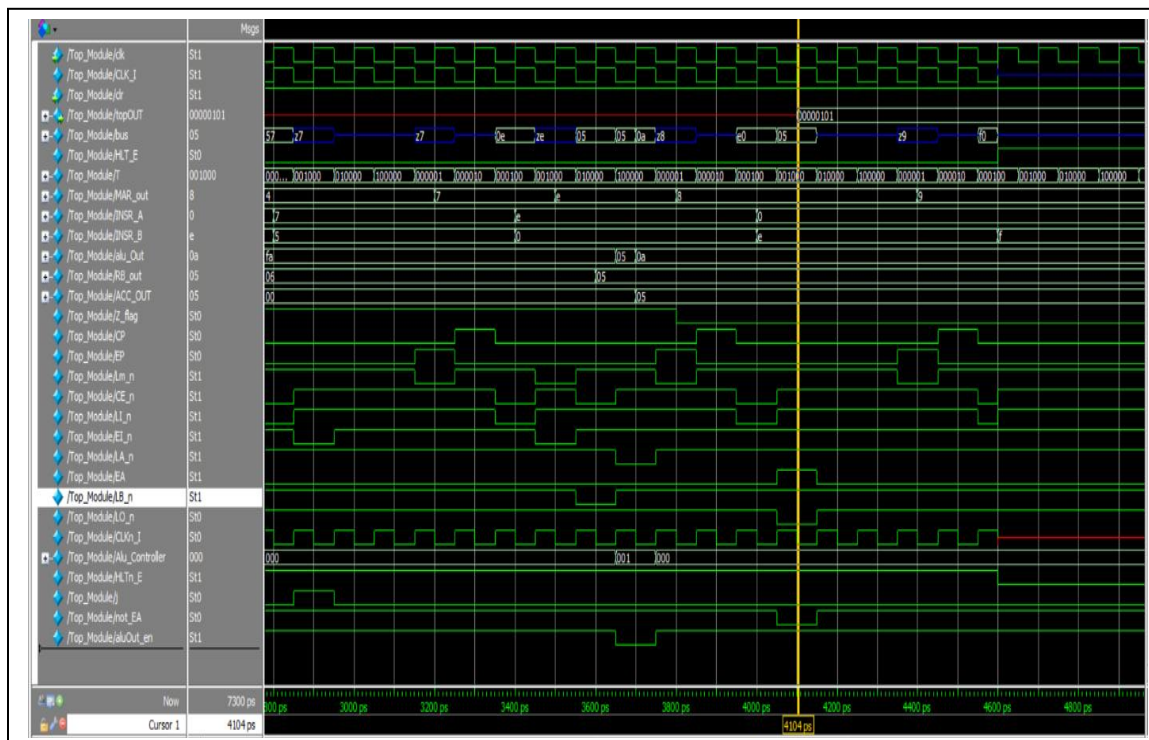 Msgs
/Top_Module/clk St1
/Top_Module/CLK_I St1
/Top_Module/clr St1
/Top_Module/topOUT 00000101 00000101
/Top_Module/bus 05 57 z7 z7 0e ze 05 05 0a z8 e0 05 z9 f0
/Top_Module/HLT_E St0
/Top_Module/T 001000 000... 001000 010000 100000 000001 000010 000100 001000 010000 100000 000001 000010 000100 001000 010000 100000 000001 000010 000100 001000 010000 100000
/Top_Module/MAR_out 8 4 7 e 8 9
/Top_Module/INSR_A 0 7 e 0
/Top_Module/INSR_B e 5 0 e f
/Top_Module/alu_Out 0a fa 05 0a
/Top_Module/RB_out 05 06 05
/Top_Module/ACC_OUT 05 00 05
/Top_Module/Z_flag St0
/Top_Module/CP St0
/Top_Module/EP St0
/Top_Module/Lm_n St1
/Top_Module/CE_n St1
/Top_Module/LI_n St1
/Top_Module/EI_n St1
/Top_Module/LA_n St1
/Top_Module/EA St1
/Top_Module/LB_n St1
/Top_Module/LO_n St0
/Top_Module/CLKn_I St0
/Top_Module/Alu_Controller 000 000 001 000
/Top_Module/HLTn_E St1
/Top_Module/j St0
/Top_Module/not_EA St0
/Top_Module/aluOut_en St1
Now 7300 ps 800 ps 3000 ps 3200 ps 3400 ps 3600 ps 3800 ps 4000 ps 4200 ps 4400 ps 4600 ps 4800 ps
Cursor 1 4104 ps 4104 ps